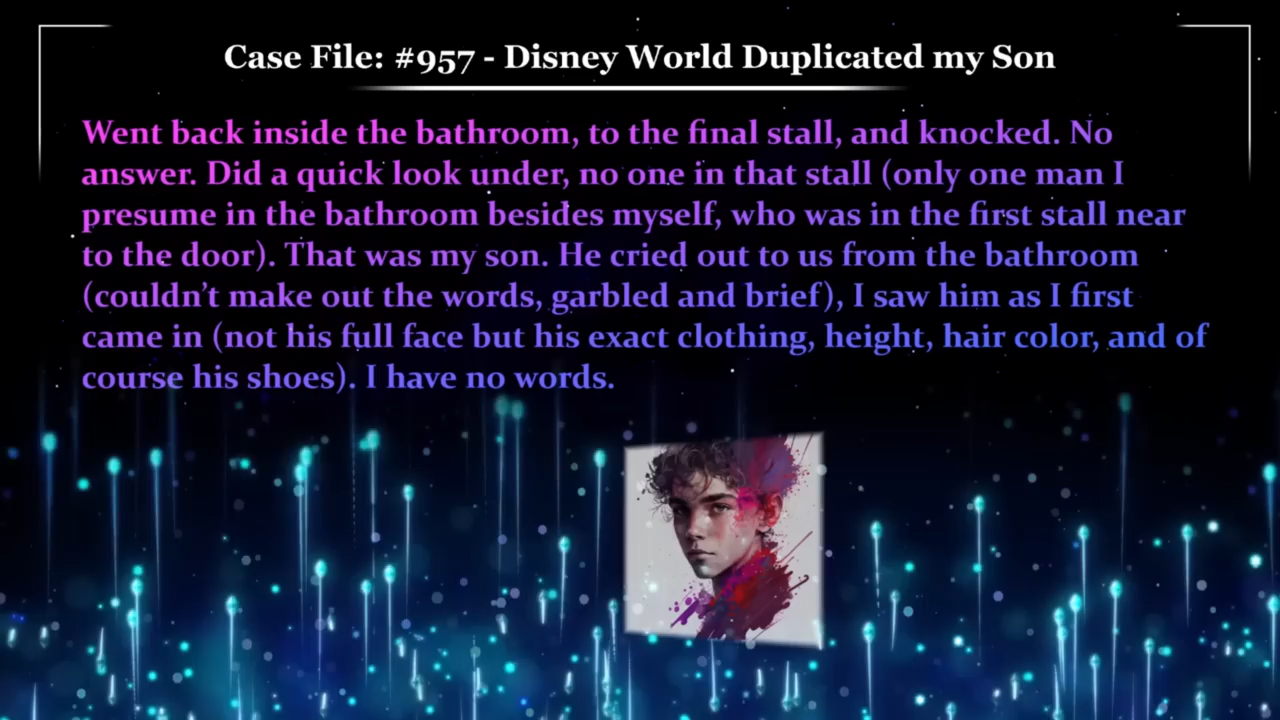 Case File: #957 - Disney World Duplicated my Son
Went back inside the bathroom, to the final stall, and knocked. No
answer. Did a quick look under, no one in that stall (only one man I
presume in the bathroom besides myself, who was in the first stall near
to the door). That was my son. He cried out to us from the bathroom
(couldn’t make out the words, garbled and brief), I saw him as I first
came in (not his full face but his exact clothing, height, hair color, and of
course his shoes). I have no words.